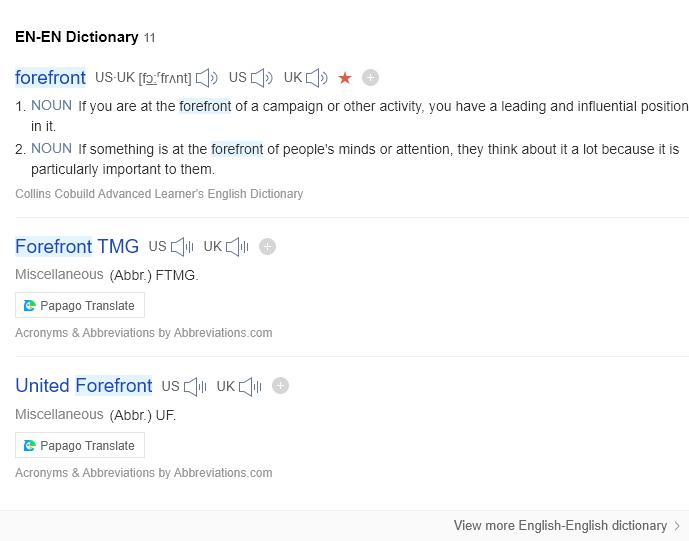 EN-EN Dictionary 11
forefront US·UK [fɔ:ʳfrʌnt] US UK
1. NOUN If you are at the forefront of a campaign or other activity, you have a leading and influential position
in it.
2. NOUN If something is at the forefront of people's minds or attention, they think about it a lot because it is
particularly important to them.
Collins Cobuild Advanced Learner's English Dictionary
Forefront TMG US UK
Miscellaneous (Abbr.) FTMG.
Papago Translate
Acronyms & Abbreviations by Abbreviations.com
United Forefront US UK
Miscellaneous (Abbr.) UF.
Papago Translate
Acronyms & Abbreviations by Abbreviations.com
View more English-English dictionary